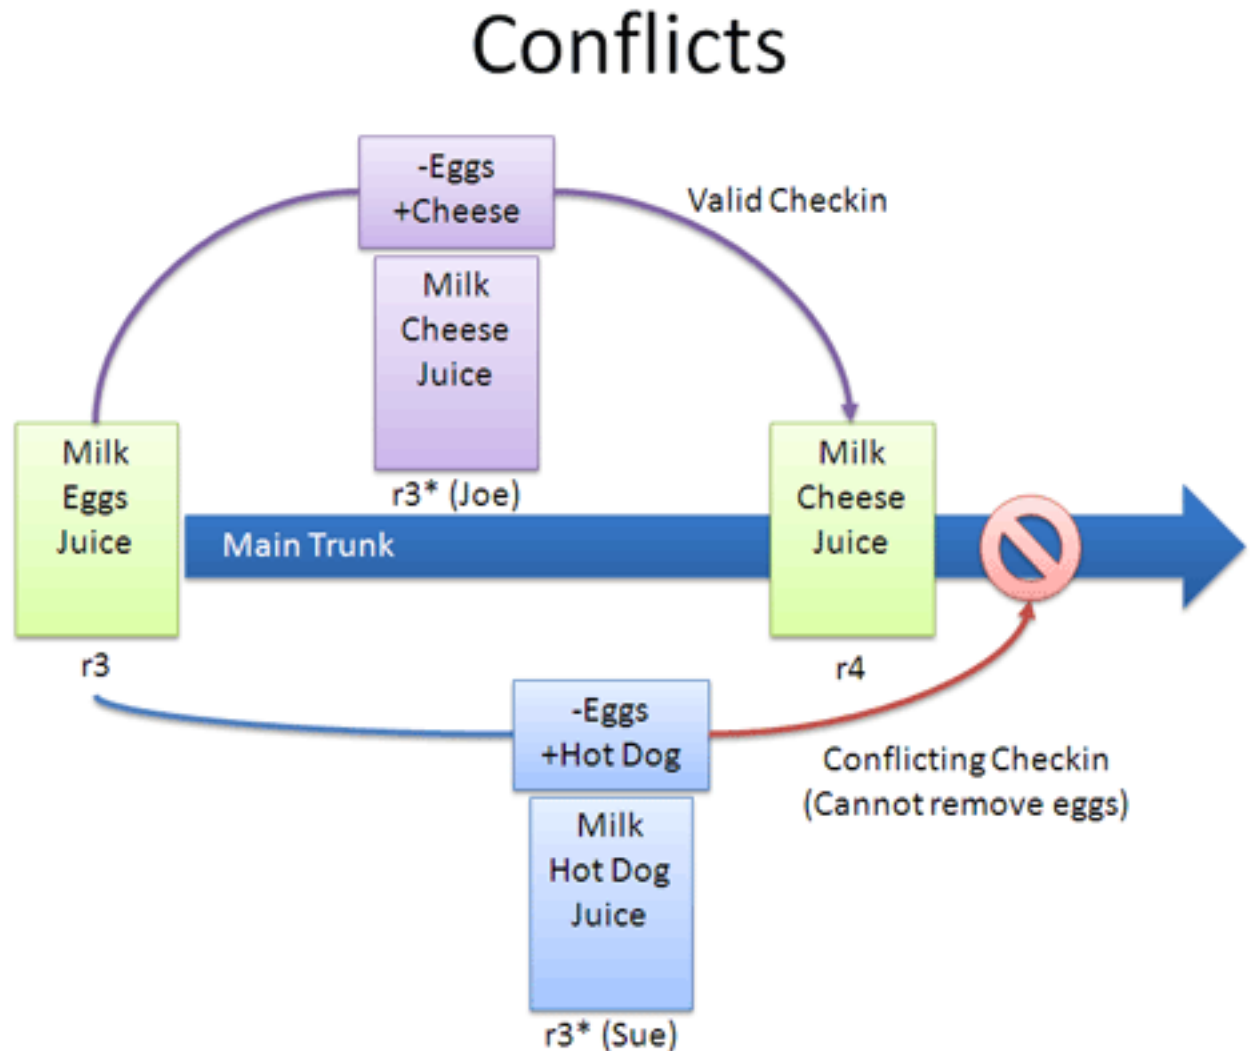 Conflicts
-Eggs
+Cheese
Valid Checkin
Milk
Cheese
Juice
r3* (Joe)
Milk
Eggs
Juice
r3
Main Trunk
Milk
Cheese
Juice
r4
-Eggs
+Hot Dog
Conflicting Checkin
(Cannot remove eggs)
Milk
Hot Dog
Juice
r3* (Sue)